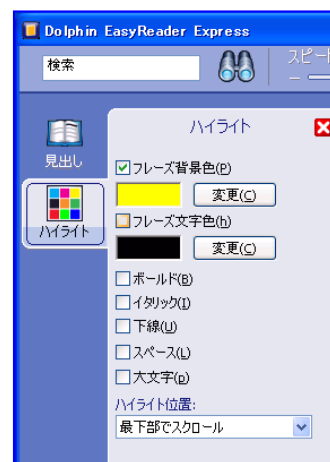 Dolphin EasyReader Express
検索
スピー
見出し
ハイライト
ハイライト
フレーズ背景色(P)
変更(C)
フレーズ文字色(h)
変更(C)
ボールド(B)
イタリック(I)
下線(U)
スペース(L)
大文字(p)
ハイライト位置:
最下部でスクロール